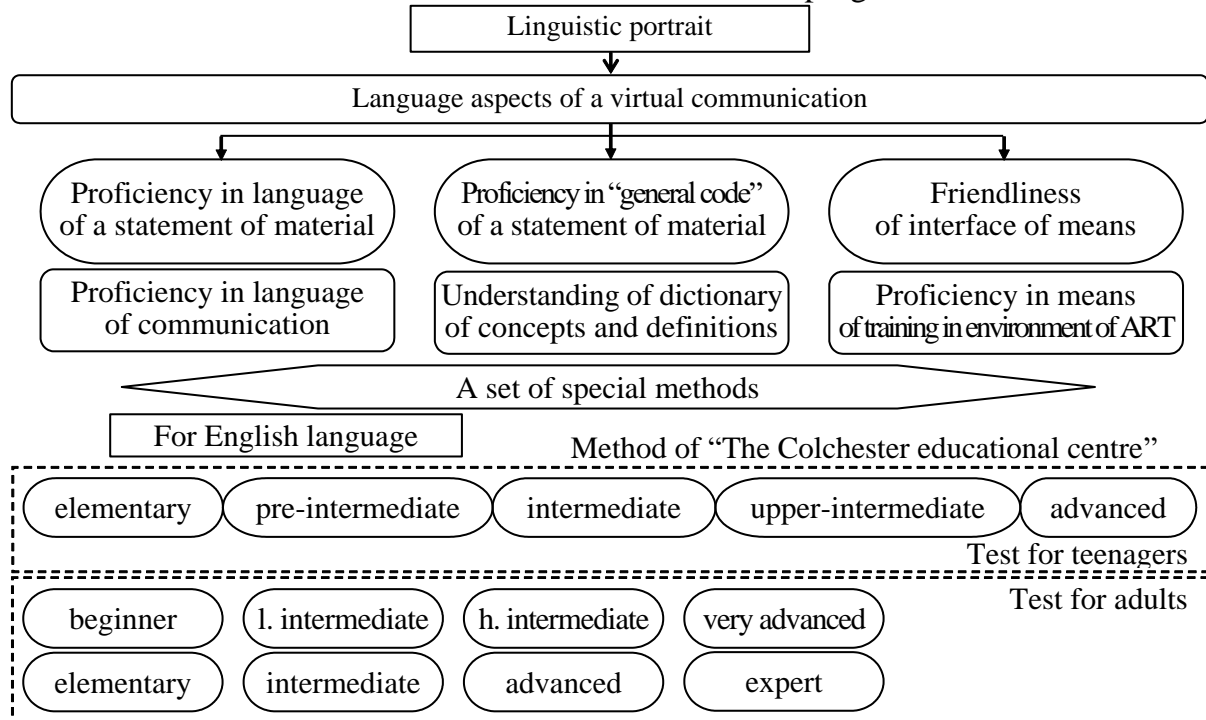 Linguistic portrait
Language aspects of a virtual communication
Proficiency in language
of a statement of material
Proficiency in “general code”
of a statement of material
Friendliness
of interface of means
Proficiency in language
of communication
Understanding of dictionary
of concepts and definitions
Proficiency in means
of training in environment of ART
A set of special methods
For English language
Method of “The Colchester educational centre”
elementary
pre-intermediate
intermediate
upper-intermediate
advanced
Test for teenagers
Test for adults
beginner
l. intermediate
h. intermediate
very advanced
elementary
intermediate
advanced
expert